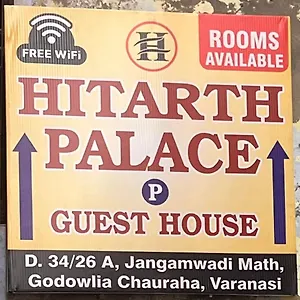 FREE WiFi
H
ROOMS
AVAILABLE
HITARTH
PALACE
P
GUEST HOUSE
D. 34/26 A, Jangamwadi Math,
Godowlia Chauraha, Varanasi